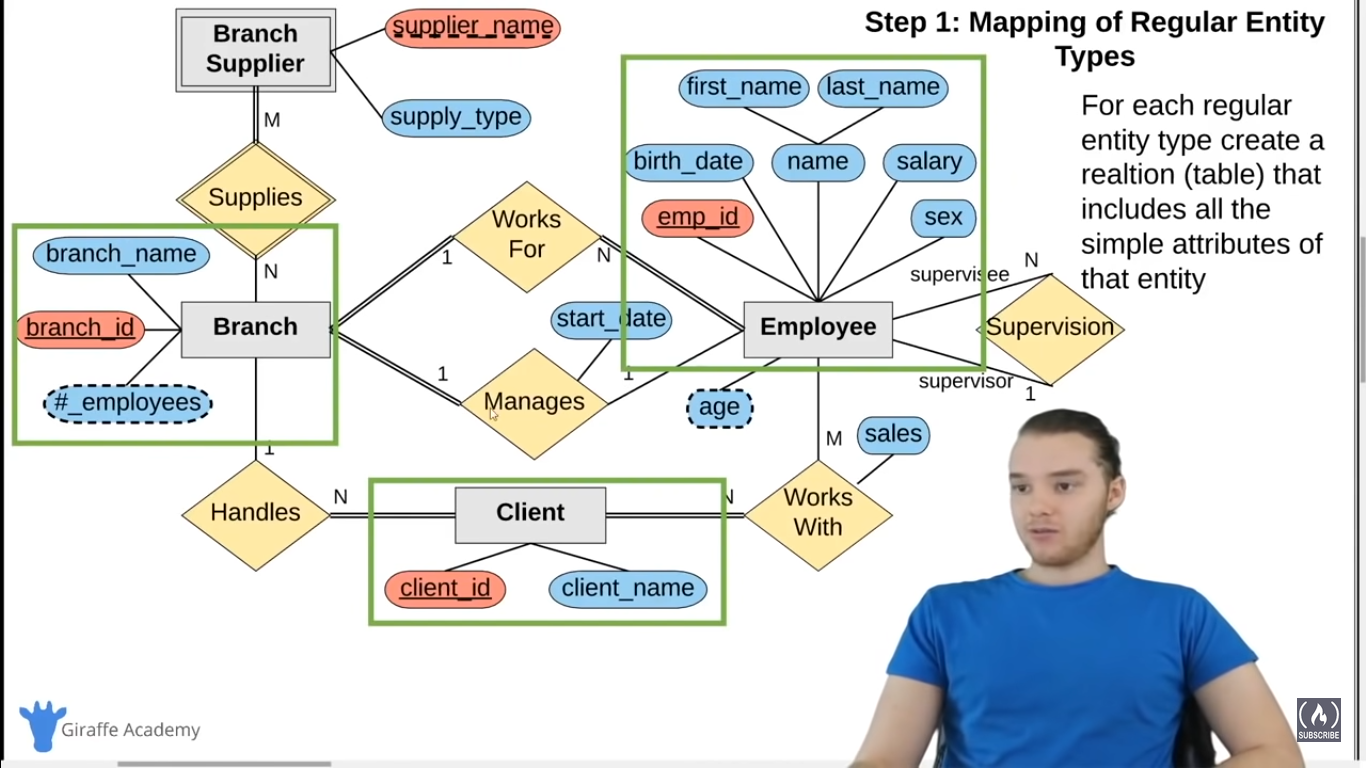 Step 1: Mapping of Regular Entity
Types
For each regular
entity type create a
realtion (table) that
includes all the
simple attributes of
that entity
Branch
Supplier
supplier_name
supply_type
M
Supplies
N
first_name
last_name
birth_date
name
salary
emp_id
sex
branch_name
branch_id
#_employees
Branch
Works
For
1
N
start_date
Manages
1
1
Employee
age
supervisee
N
Supervision
supervisor
1
M
sales
1
Handles
N
Client
N
Works
With
client_id
client_name
Giraffe Academy
SUBSCRIBE